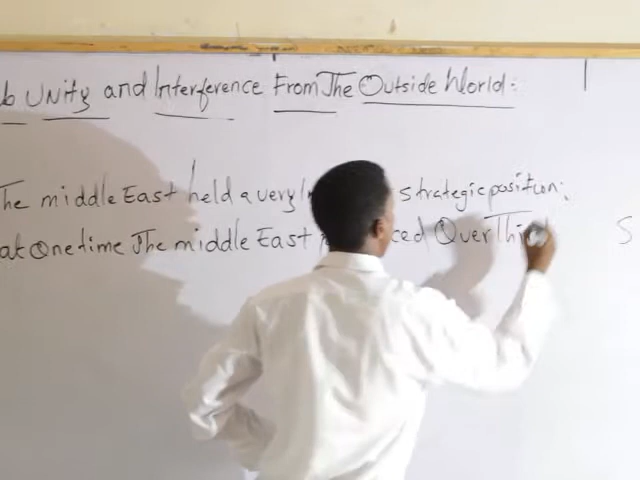 b Unity and Interference From The Outside World:
The middle East held a very strategic position;
at One time The middle East ced Over Thi
S